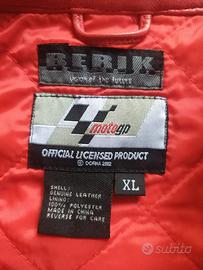 BERIK
vision of the future
motogp
OFFICIAL LICENSED PRODUCT
© DORNA 2002
XL
SHELL:
GENUINE LEATHER
LINING:
100% POLYESTER
MADE IN CHINA
REVERSE FOR CARE
subito